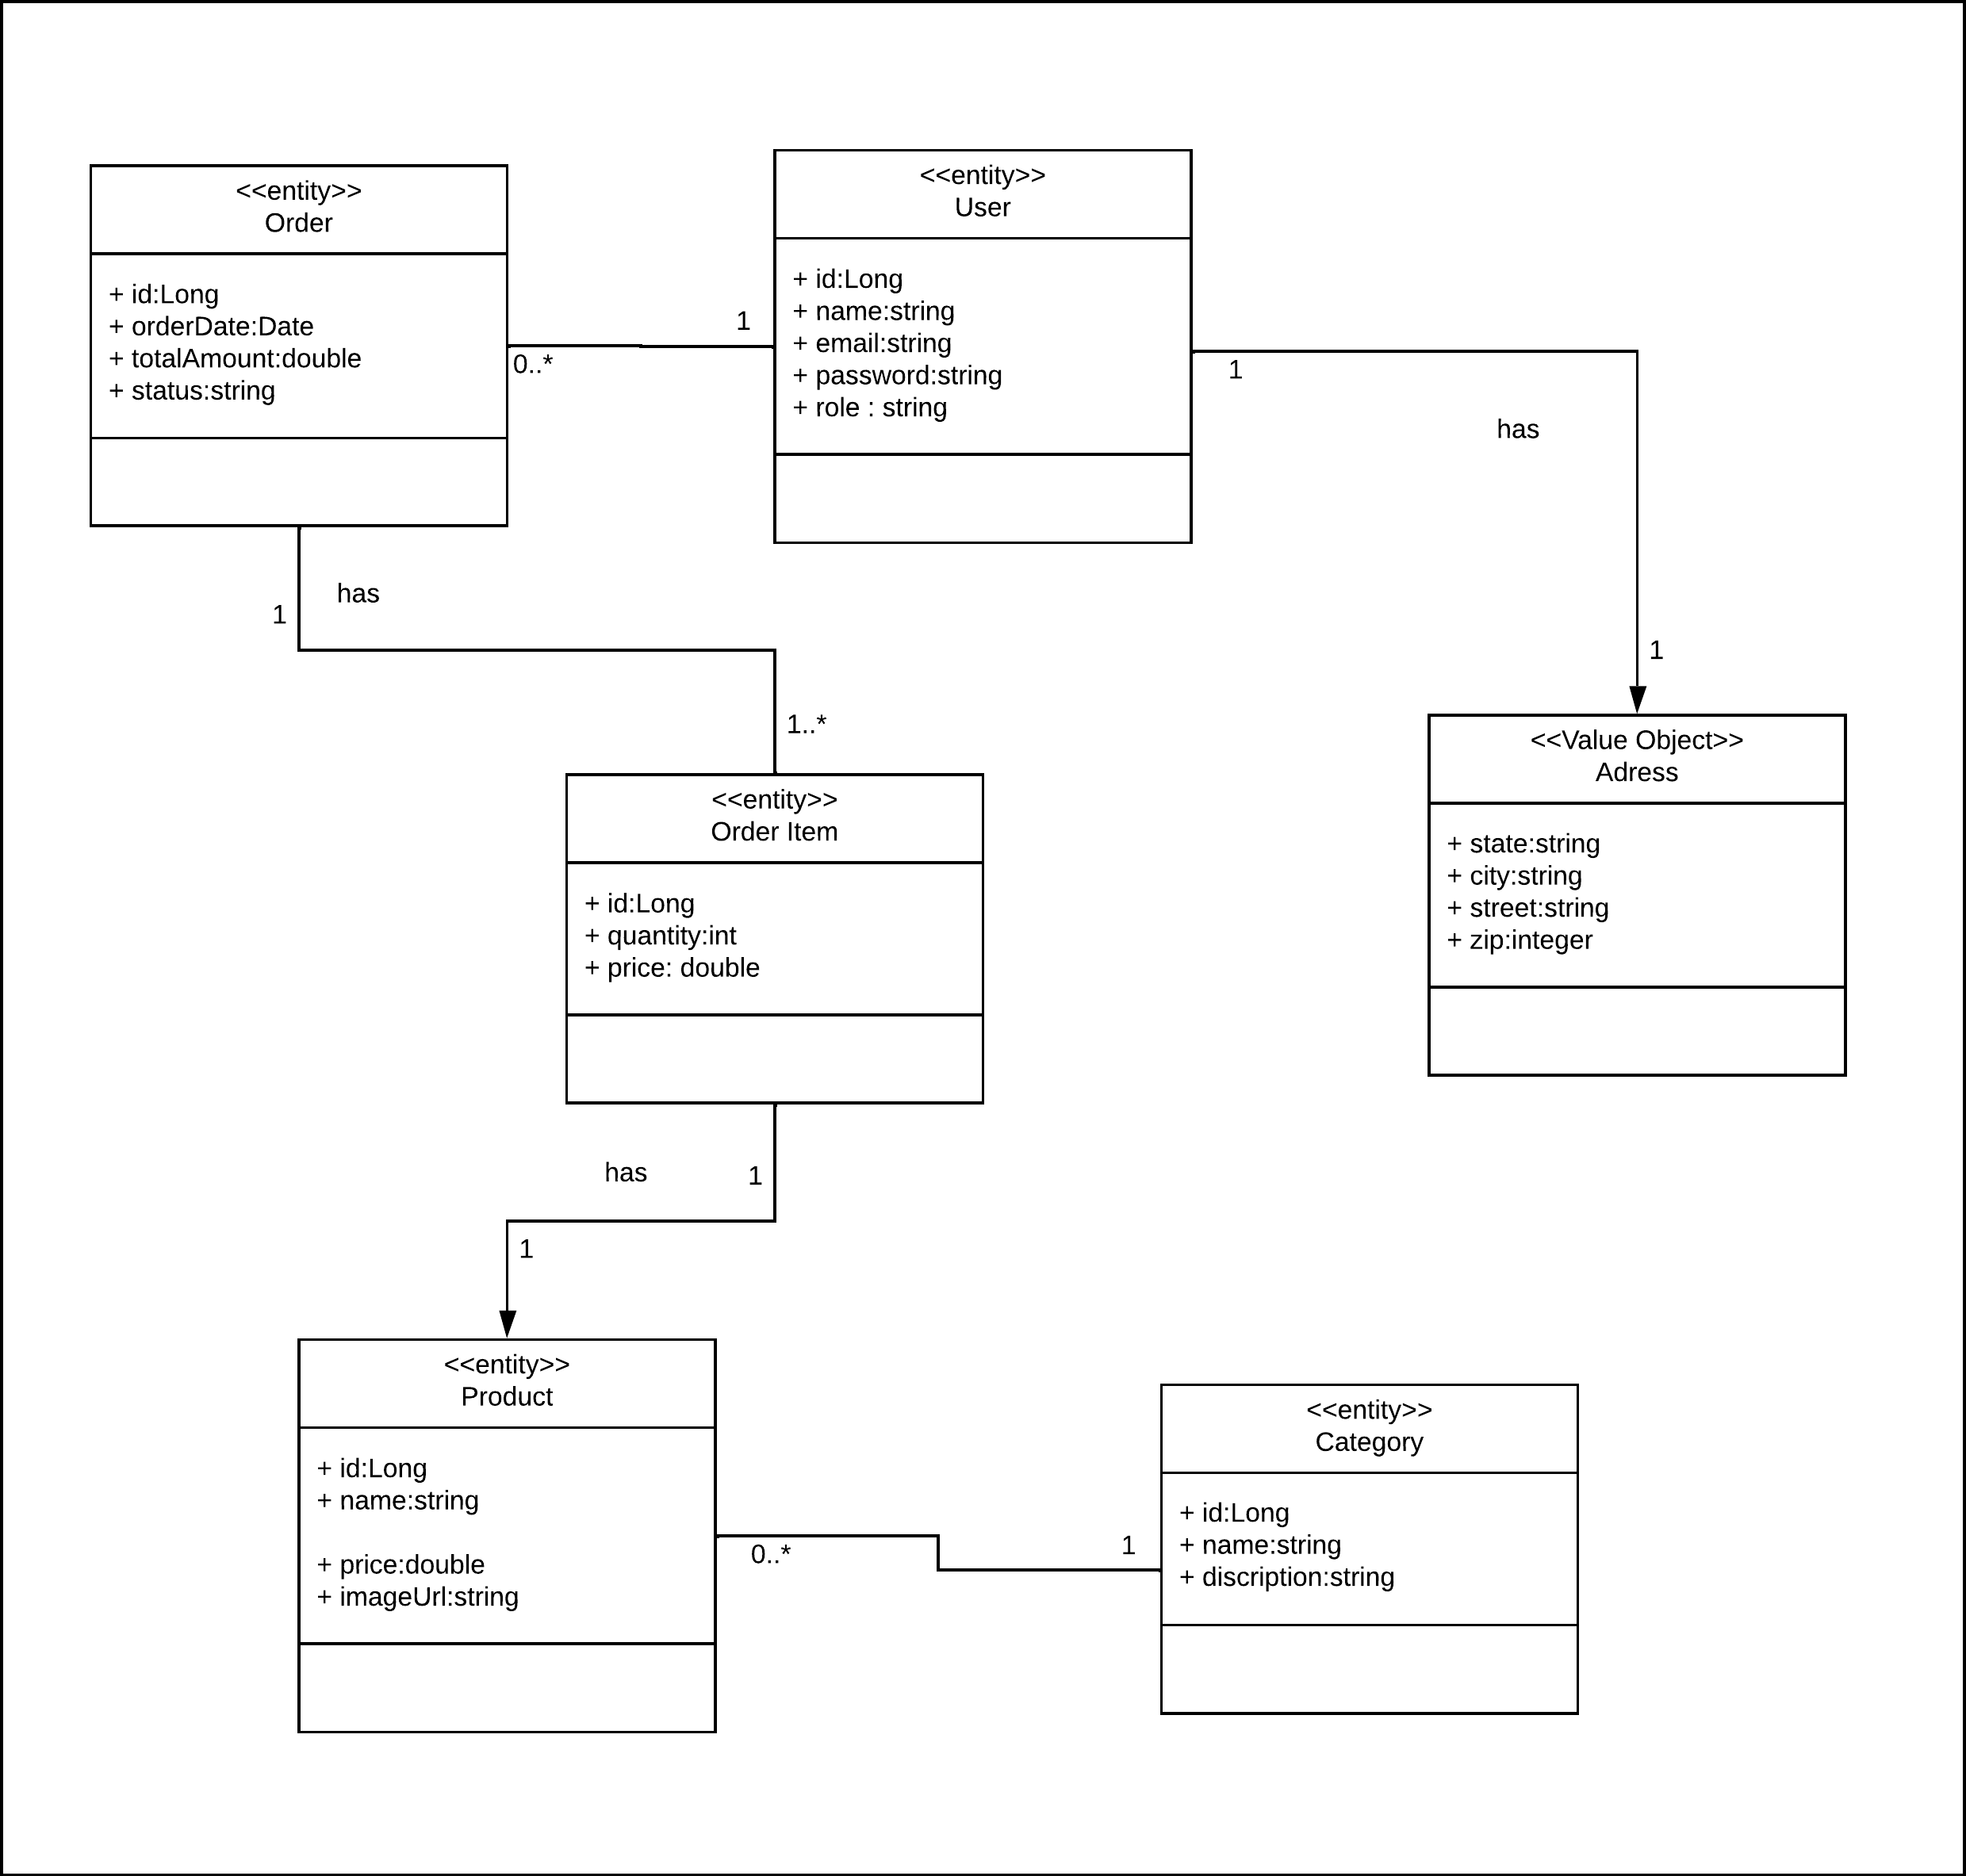 <<entity>>
Order
+ id:Long
+ orderDate:Date
+ totalAmount:double
+ status:string
0..*
1
<<entity>>
User
+ id:Long
+ name:string
+ email:string
+ password:string
+ role : string
1
has
1
has
1
1..*
<<entity>>
Order Item
+ id:Long
+ quantity:int
+ price: double
<<Value Object>>
Adress
+ state:string
+ city:string
+ street:string
+ zip:integer
has
1
1
<<entity>>
Product
+ id:Long
+ name:string
+ price:double
+ imageUrl:string
0..*
1
<<entity>>
Category
+ id:Long
+ name:string
+ discription:string